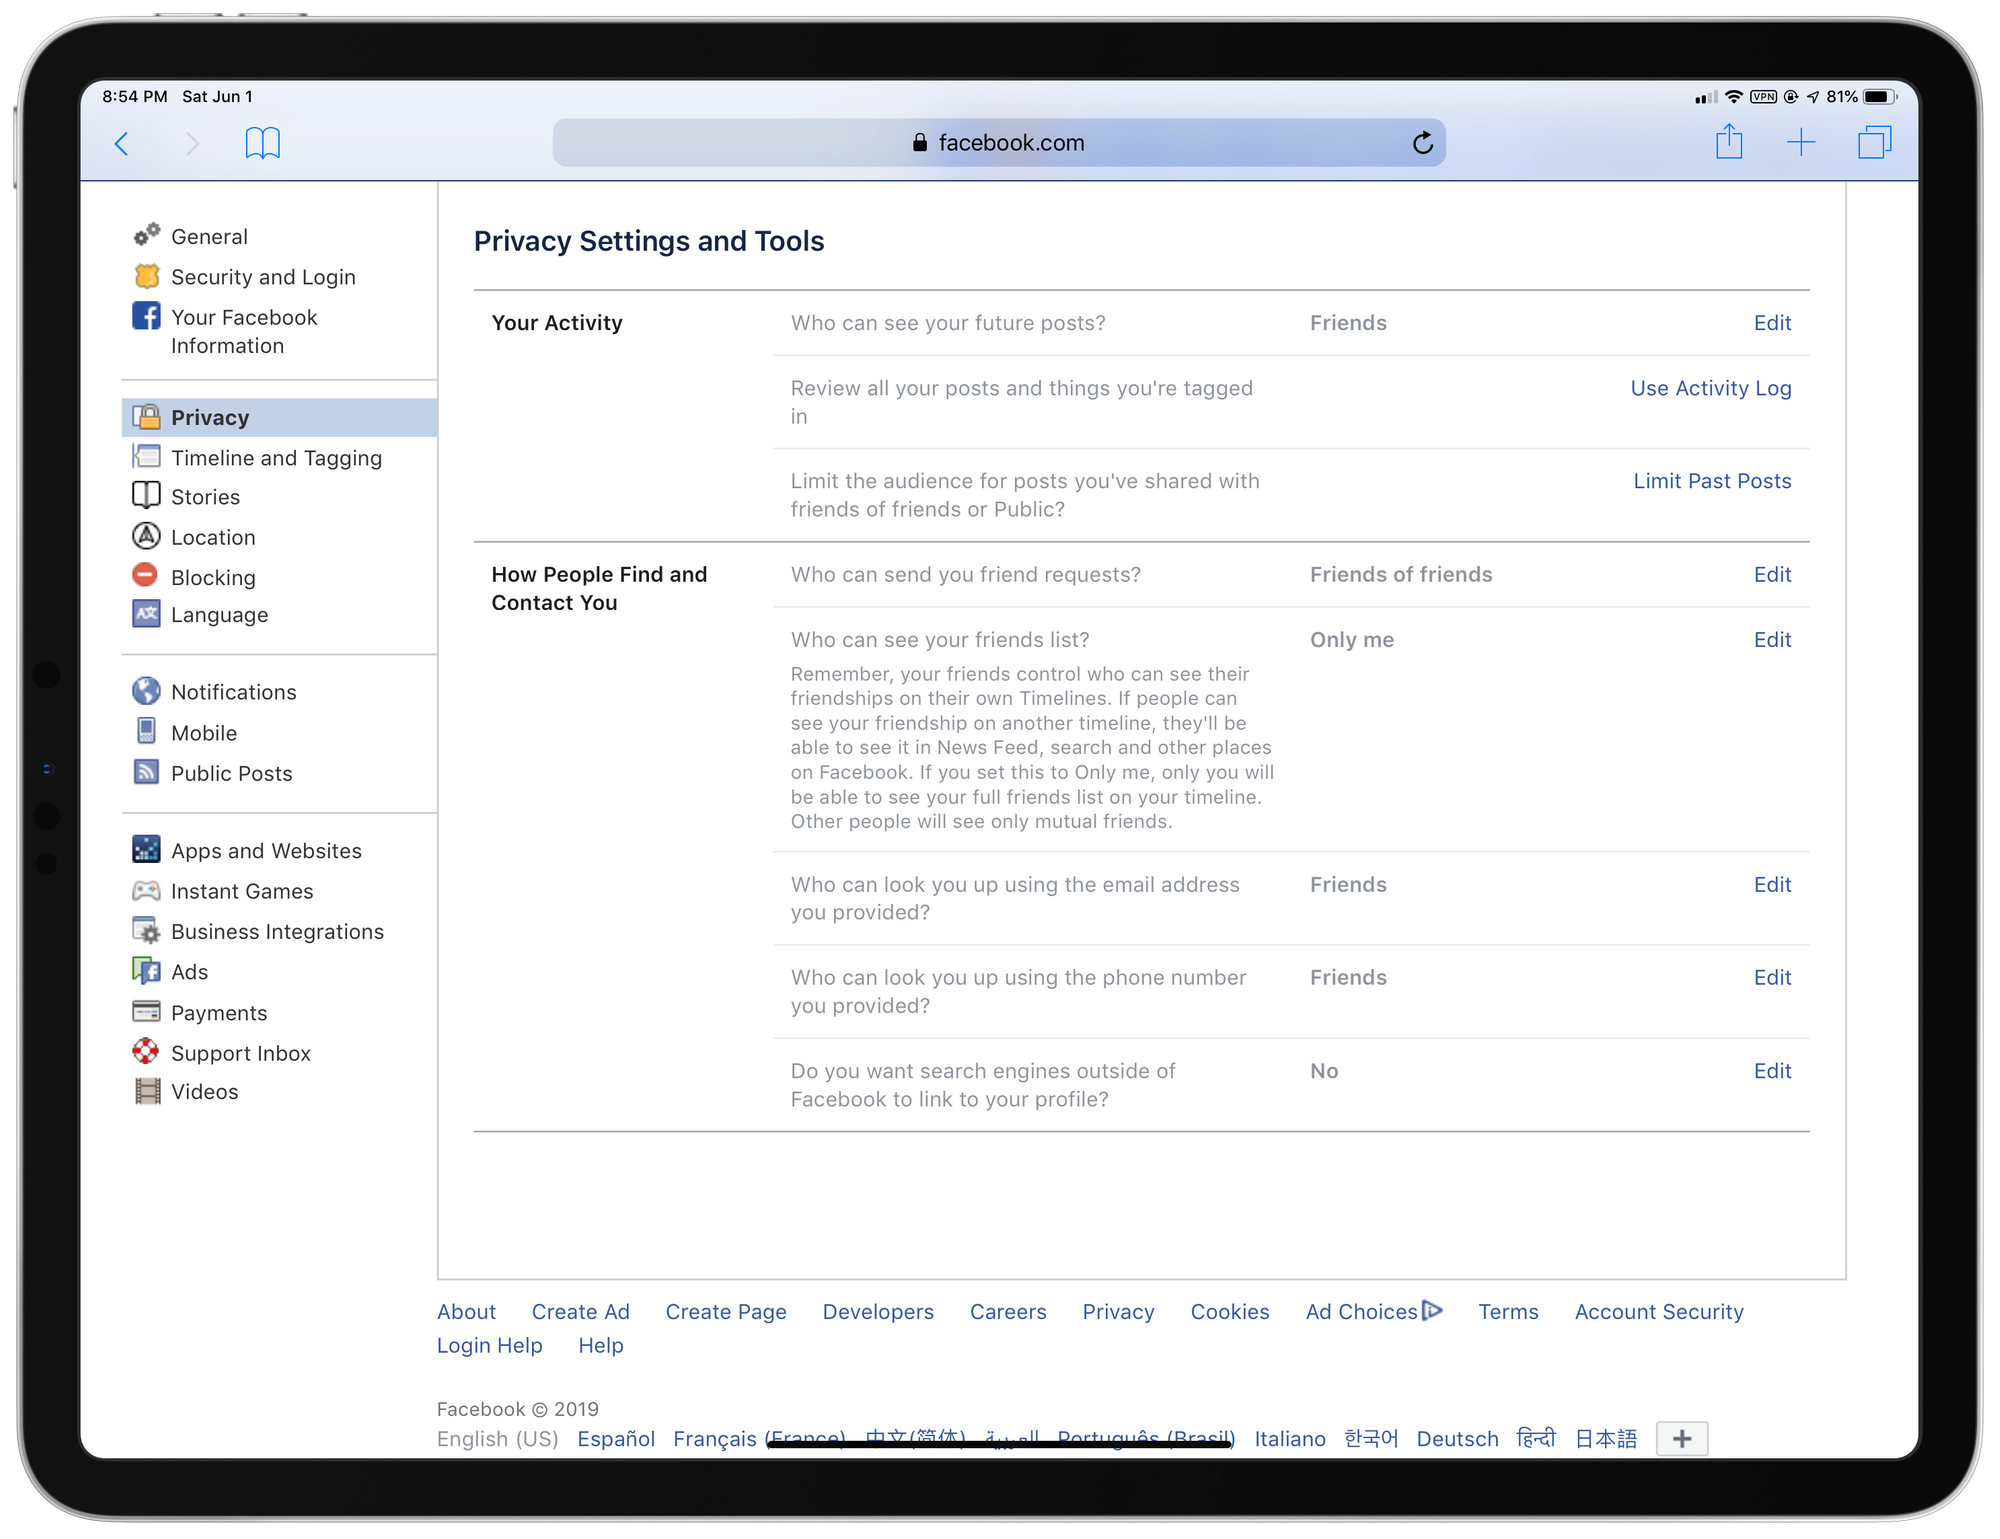 8:54 PM Sat Jun 1
VPN 81%
facebook.com
General
Security and Login
Your Facebook
Information
Privacy
Timeline and Tagging
Stories
Location
Blocking
Language
Notifications
Mobile
Public Posts
Apps and Websites
Instant Games
Business Integrations
Ads
Payments
Support Inbox
Videos
Privacy Settings and Tools
Your Activity
Who can see your future posts? Friends Edit
Review all your posts and things you're tagged
in
Use Activity Log
Limit the audience for posts you've shared with
friends of friends or Public?
Limit Past Posts
How People Find and
Contact You
Who can send you friend requests? Friends of friends Edit
Who can see your friends list? Only me Edit
Remember, your friends control who can see their
friendships on their own Timelines. If people can
see your friendship on another timeline, they'll be
able to see it in News Feed, search and other places
on Facebook. If you set this to Only me, only you will
be able to see your full friends list on your timeline.
Other people will see only mutual friends.
Who can look you up using the email address
you provided?
Friends Edit
Who can look you up using the phone number
you provided?
Friends Edit
Do you want search engines outside of
Facebook to link to your profile?
No Edit
About Create Ad Create Page Developers Careers Privacy Cookies Ad Choices Terms Account Security
Login Help Help
Facebook © 2019
English (US) Español Français (France) 中文(简体) العربية Português (Brasil) Italiano 한국어 Deutsch हिन्दी 日本語